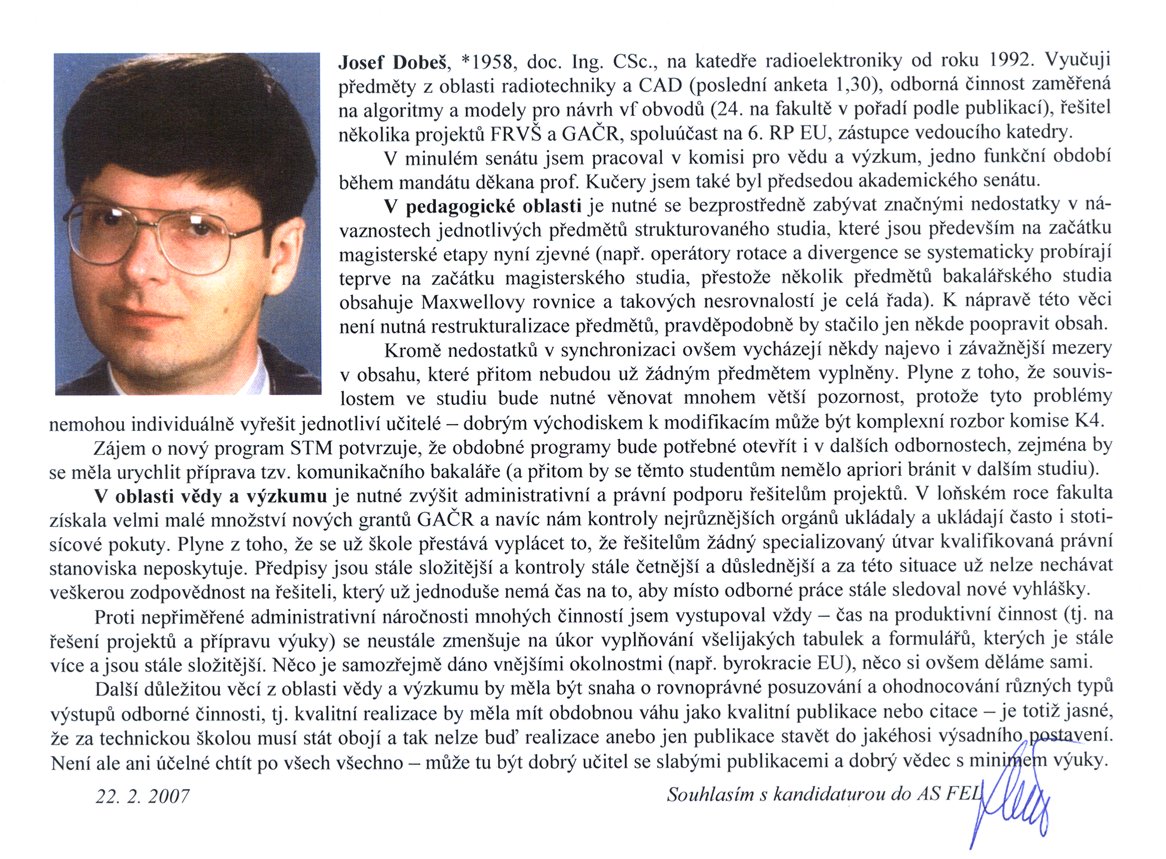 Josef Dobeš, *1958, doc. Ing. CSc., na katedře radioelektroniky od roku 1992. Vyučuji
předměty z oblasti radiotechniky a CAD (poslední anketa 1,30), odborná činnost zaměřená
na algoritmy a modely pro návrh vf obvodů (24. na fakultě v pořadí podle publikací), řešitel
několika projektů FRVŠ a GAČR, spoluúčast na 6. RP EU, zástupce vedoucího katedry.
V minulém senátu jsem pracoval v komisi pro vědu a výzkum, jedno funkční období
během mandátu děkana prof. Kučery jsem také byl předsedou akademického senátu.
V pedagogické oblasti je nutné se bezprostředně zabývat značnými nedostatky v ná-
vaznostech jednotlivých předmětů strukturovaného studia, které jsou především na začátku
magisterské etapy nyní zjevné (např. operátory rotace a divergence se systematicky probírají
teprve na začátku magisterského studia, přestože několik předmětů bakalářského studia
obsahuje Maxwellovy rovnice a takových nesrovnalostí je celá řada). K nápravě této věci
není nutná restrukturalizace předmětů, pravděpodobně by stačilo jen někde poopravit obsah.
Kromě nedostatků v synchronizaci ovšem vycházejí někdy najevo i závažnější mezery
v obsahu, které přitom nebudou už žádným předmětem vyplněny. Plyne z toho, že souvis-
lostem ve studiu bude nutné věnovat mnohem větší pozornost, protože tyto problémy
nemohou individuálně vyřešit jednotliví učitelé – dobrým východiskem k modifikacím může být komplexní rozbor komise K4.
Zájem o nový program STM potvrzuje, že obdobné programy bude potřebné otevřít i v dalších odbornostech, zejména by
se měla urychlit příprava tzv. komunikačního bakaláře (a přitom by se těmto studentům nemělo apriori bránit v dalším studiu).
V oblasti vědy a výzkumu je nutné zvýšit administrativní a právní podporu řešitelům projektů. V loňském roce fakulta
získala velmi malé množství nových grantů GAČR a navíc nám kontroly nejrůznějších orgánů ukládaly a ukládají často i stoti-
sícové pokuty. Plyne z toho, že se už škole přestává vyplácet to, že řešitelům žádný specializovaný útvar kvalifikovaná právní
stanoviska neposkytuje. Předpisy jsou stále složitější a kontroly stále četnější a důslednější a za této situace už nelze nechávat
veškerou zodpovědnost na řešiteli, který už jednoduše nemá čas na to, aby místo odborné práce stále sledoval nové vyhlášky.
Proti nepřiměřené administrativní náročnosti mnohých činností jsem vystupoval vždy – čas na produktivní činnost (tj. na
řešení projektů a přípravu výuky) se neustále zmenšuje na úkor vyplňování všelijakých tabulek a formulářů, kterých je stále
více a jsou stále složitější. Něco je samozřejmě dáno vnějšími okolnostmi (např. byrokracie EU), něco si ovšem děláme sami.
Další důležitou věcí z oblasti vědy a výzkumu by měla být snaha o rovnoprávné posuzování a ohodnocování různých typů
výstupů odborné činnosti, tj. kvalitní realizace by měla mít obdobnou váhu jako kvalitní publikace nebo citace – je totiž jasné,
že za technickou školou musí stát obojí a tak nelze buď realizace anebo jen publikace stavět do jakéhosi výsadního postavení.
Není ale ani účelné chtít po všech všechno – může tu být dobrý učitel se slabými publikacemi a dobrý vědec s minimem výuky.
22. 2. 2007 Souhlasím s kandidaturou do AS FEL